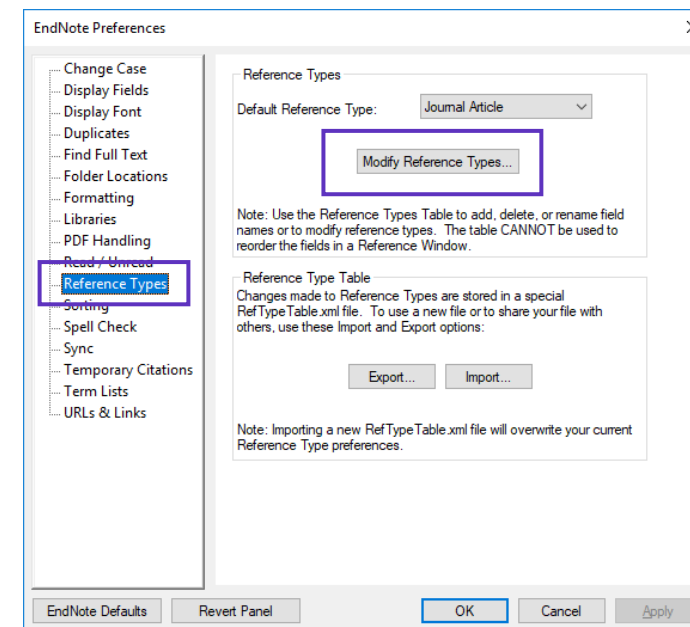 EndNote Preferences
Change Case
Display Fields
Display Font
Duplicates
Find Full Text
Folder Locations
Formatting
Libraries
PDF Handling
Read / Unread
Reference Types
Sorting
Spell Check
Sync
Temporary Citations
Term Lists
URLs & Links
Reference Types
Default Reference Type: Journal Article
Modify Reference Types...
Note: Use the Reference Types Table to add, delete, or rename field
names or to modify reference types. The table CANNOT be used to
reorder the fields in a Reference Window.
Reference Type Table
Changes made to Reference Types are stored in a special
RefTypeTable.xml file. To use a new file or to share your file with
others, use these Import and Export options:
Export... Import...
Note: Importing a new RefTypeTable.xml file will overwrite your current
Reference Type preferences.
EndNote Defaults Revert Panel OK Cancel Apply